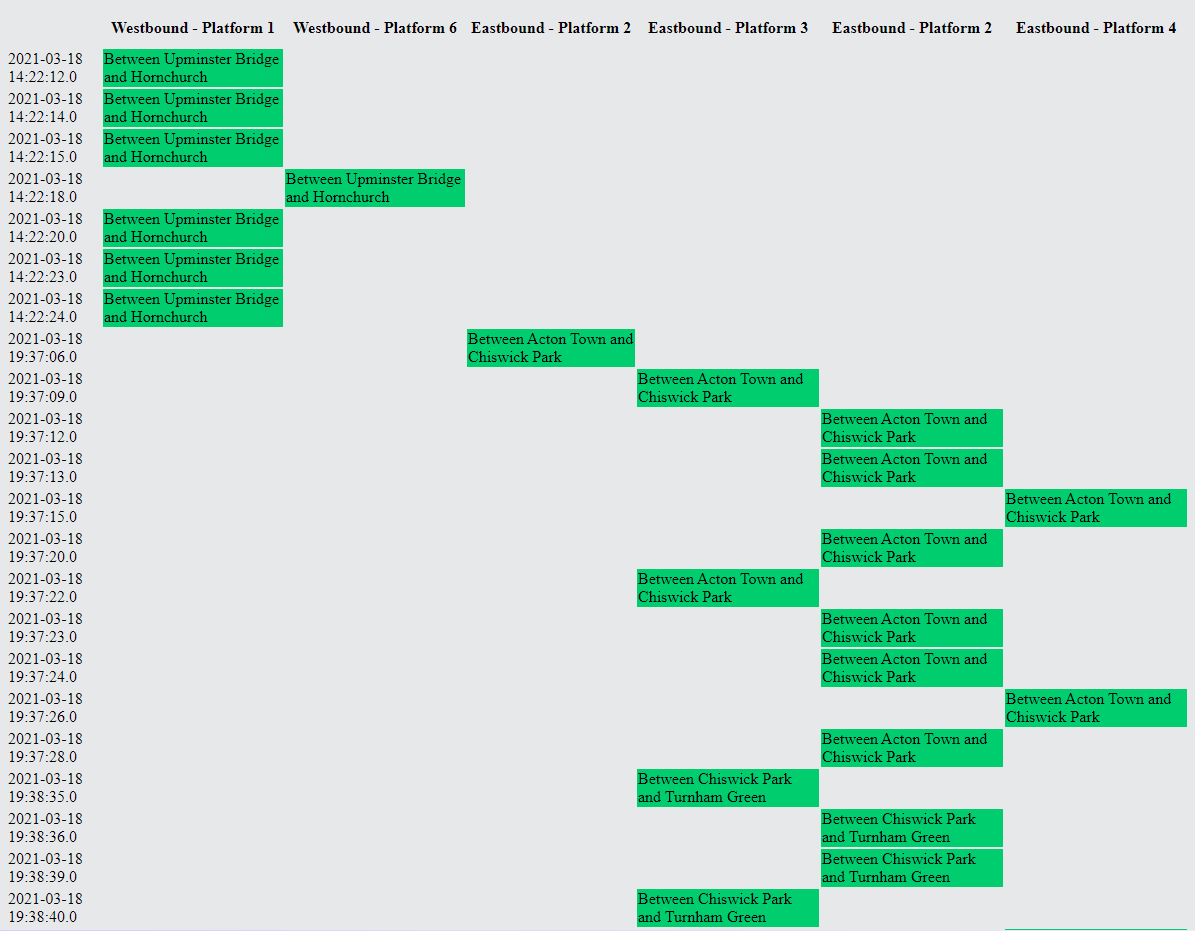 Westbound - Platform 1 Westbound - Platform 6 Eastbound - Platform 2 Eastbound - Platform 3 Eastbound - Platform 2 Eastbound - Platform 4
2021-03-18 Between Upminster Bridge
14:22:12.0 and Hornchurch
2021-03-18 Between Upminster Bridge
14:22:14.0 and Hornchurch
2021-03-18 Between Upminster Bridge
14:22:15.0 and Hornchurch
2021-03-18 Between Upminster Bridge
14:22:18.0 and Hornchurch
2021-03-18 Between Upminster Bridge
14:22:20.0 and Hornchurch
2021-03-18 Between Upminster Bridge
14:22:23.0 and Hornchurch
2021-03-18 Between Upminster Bridge
14:22:24.0 and Hornchurch
2021-03-18 Between Acton Town and
19:37:06.0 Chiswick Park
2021-03-18 Between Acton Town and
19:37:09.0 Chiswick Park
2021-03-18 Between Acton Town and
19:37:12.0 Chiswick Park
2021-03-18 Between Acton Town and
19:37:13.0 Chiswick Park
2021-03-18 Between Acton Town and
19:37:15.0 Chiswick Park
2021-03-18 Between Acton Town and
19:37:20.0 Chiswick Park
2021-03-18 Between Acton Town and
19:37:22.0 Chiswick Park
2021-03-18 Between Acton Town and
19:37:23.0 Chiswick Park
2021-03-18 Between Acton Town and
19:37:24.0 Chiswick Park
2021-03-18 Between Acton Town and
19:37:26.0 Chiswick Park
2021-03-18 Between Acton Town and
19:37:28.0 Chiswick Park
2021-03-18 Between Chiswick Park
19:38:35.0 and Turnham Green
2021-03-18 Between Chiswick Park
19:38:36.0 and Turnham Green
2021-03-18 Between Chiswick Park
19:38:39.0 and Turnham Green
2021-03-18 Between Chiswick Park
19:38:40.0 and Turnham Green